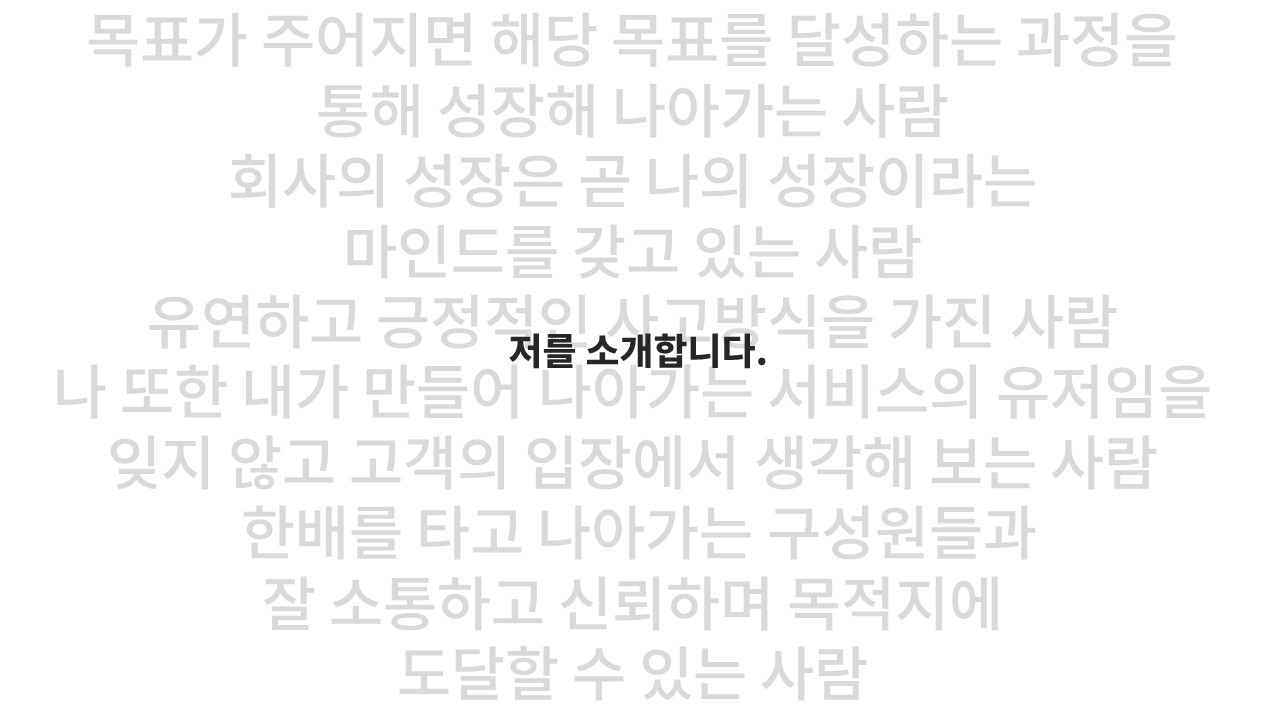 목표가 주어지면 해당 목표를 달성하는 과정을
통해 성장해 나아가는 사람
회사의 성장은 곧 나의 성장이라는
마인드를 갖고 있는 사람
유연하고 긍정적인 사고방식을 가진 사람
저를 소개합니다.
나 또한 내가 만들어 나아가는 서비스의 유저임을
잊지 않고 고객의 입장에서 생각해 보는 사람
한배를 타고 나아가는 구성원들과
잘 소통하고 신뢰하며 목적지에
도달할 수 있는 사람